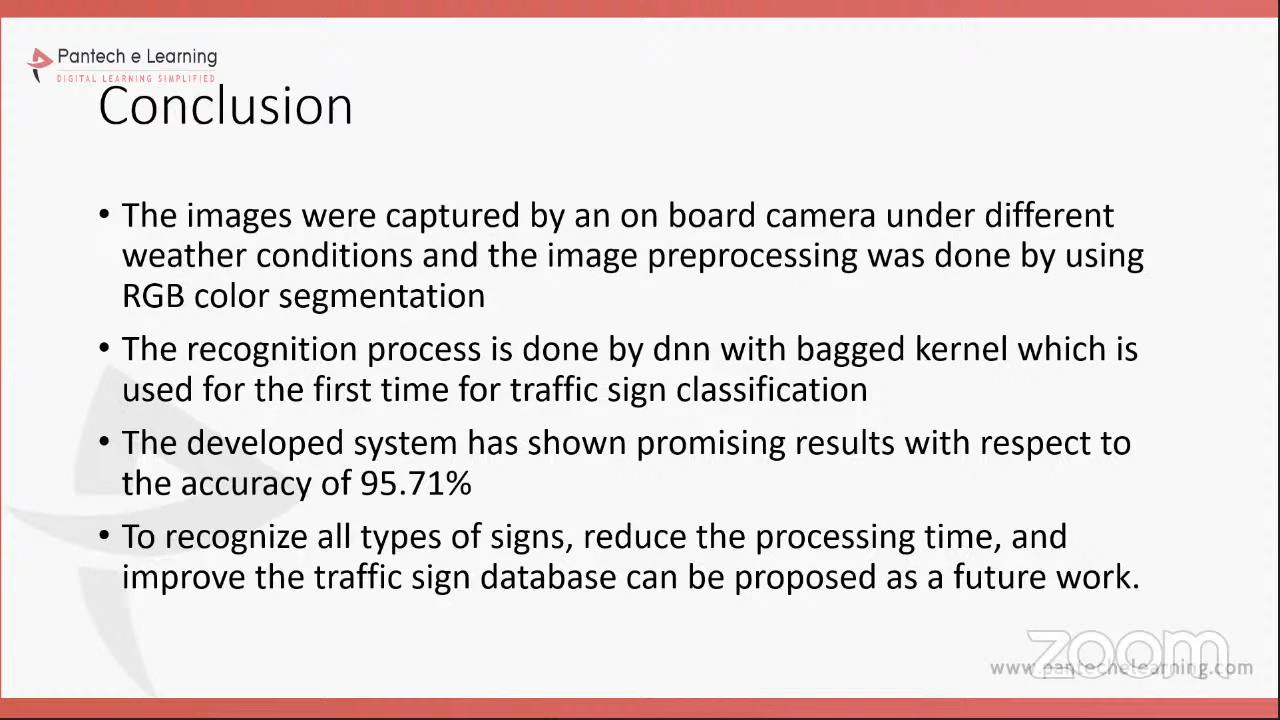 Pantech e Learning
DIGITAL LEARNING SIMPLIFIED
Conclusion
• The images were captured by an on board camera under different
weather conditions and the image preprocessing was done by using
RGB color segmentation
• The recognition process is done by dnn with bagged kernel which is
used for the first time for traffic sign classification
• The developed system has shown promising results with respect to
the accuracy of 95.71%
• To recognize all types of signs, reduce the processing time, and
improve the traffic sign database can be proposed as a future work.
zoom
www.pantechelearning.com